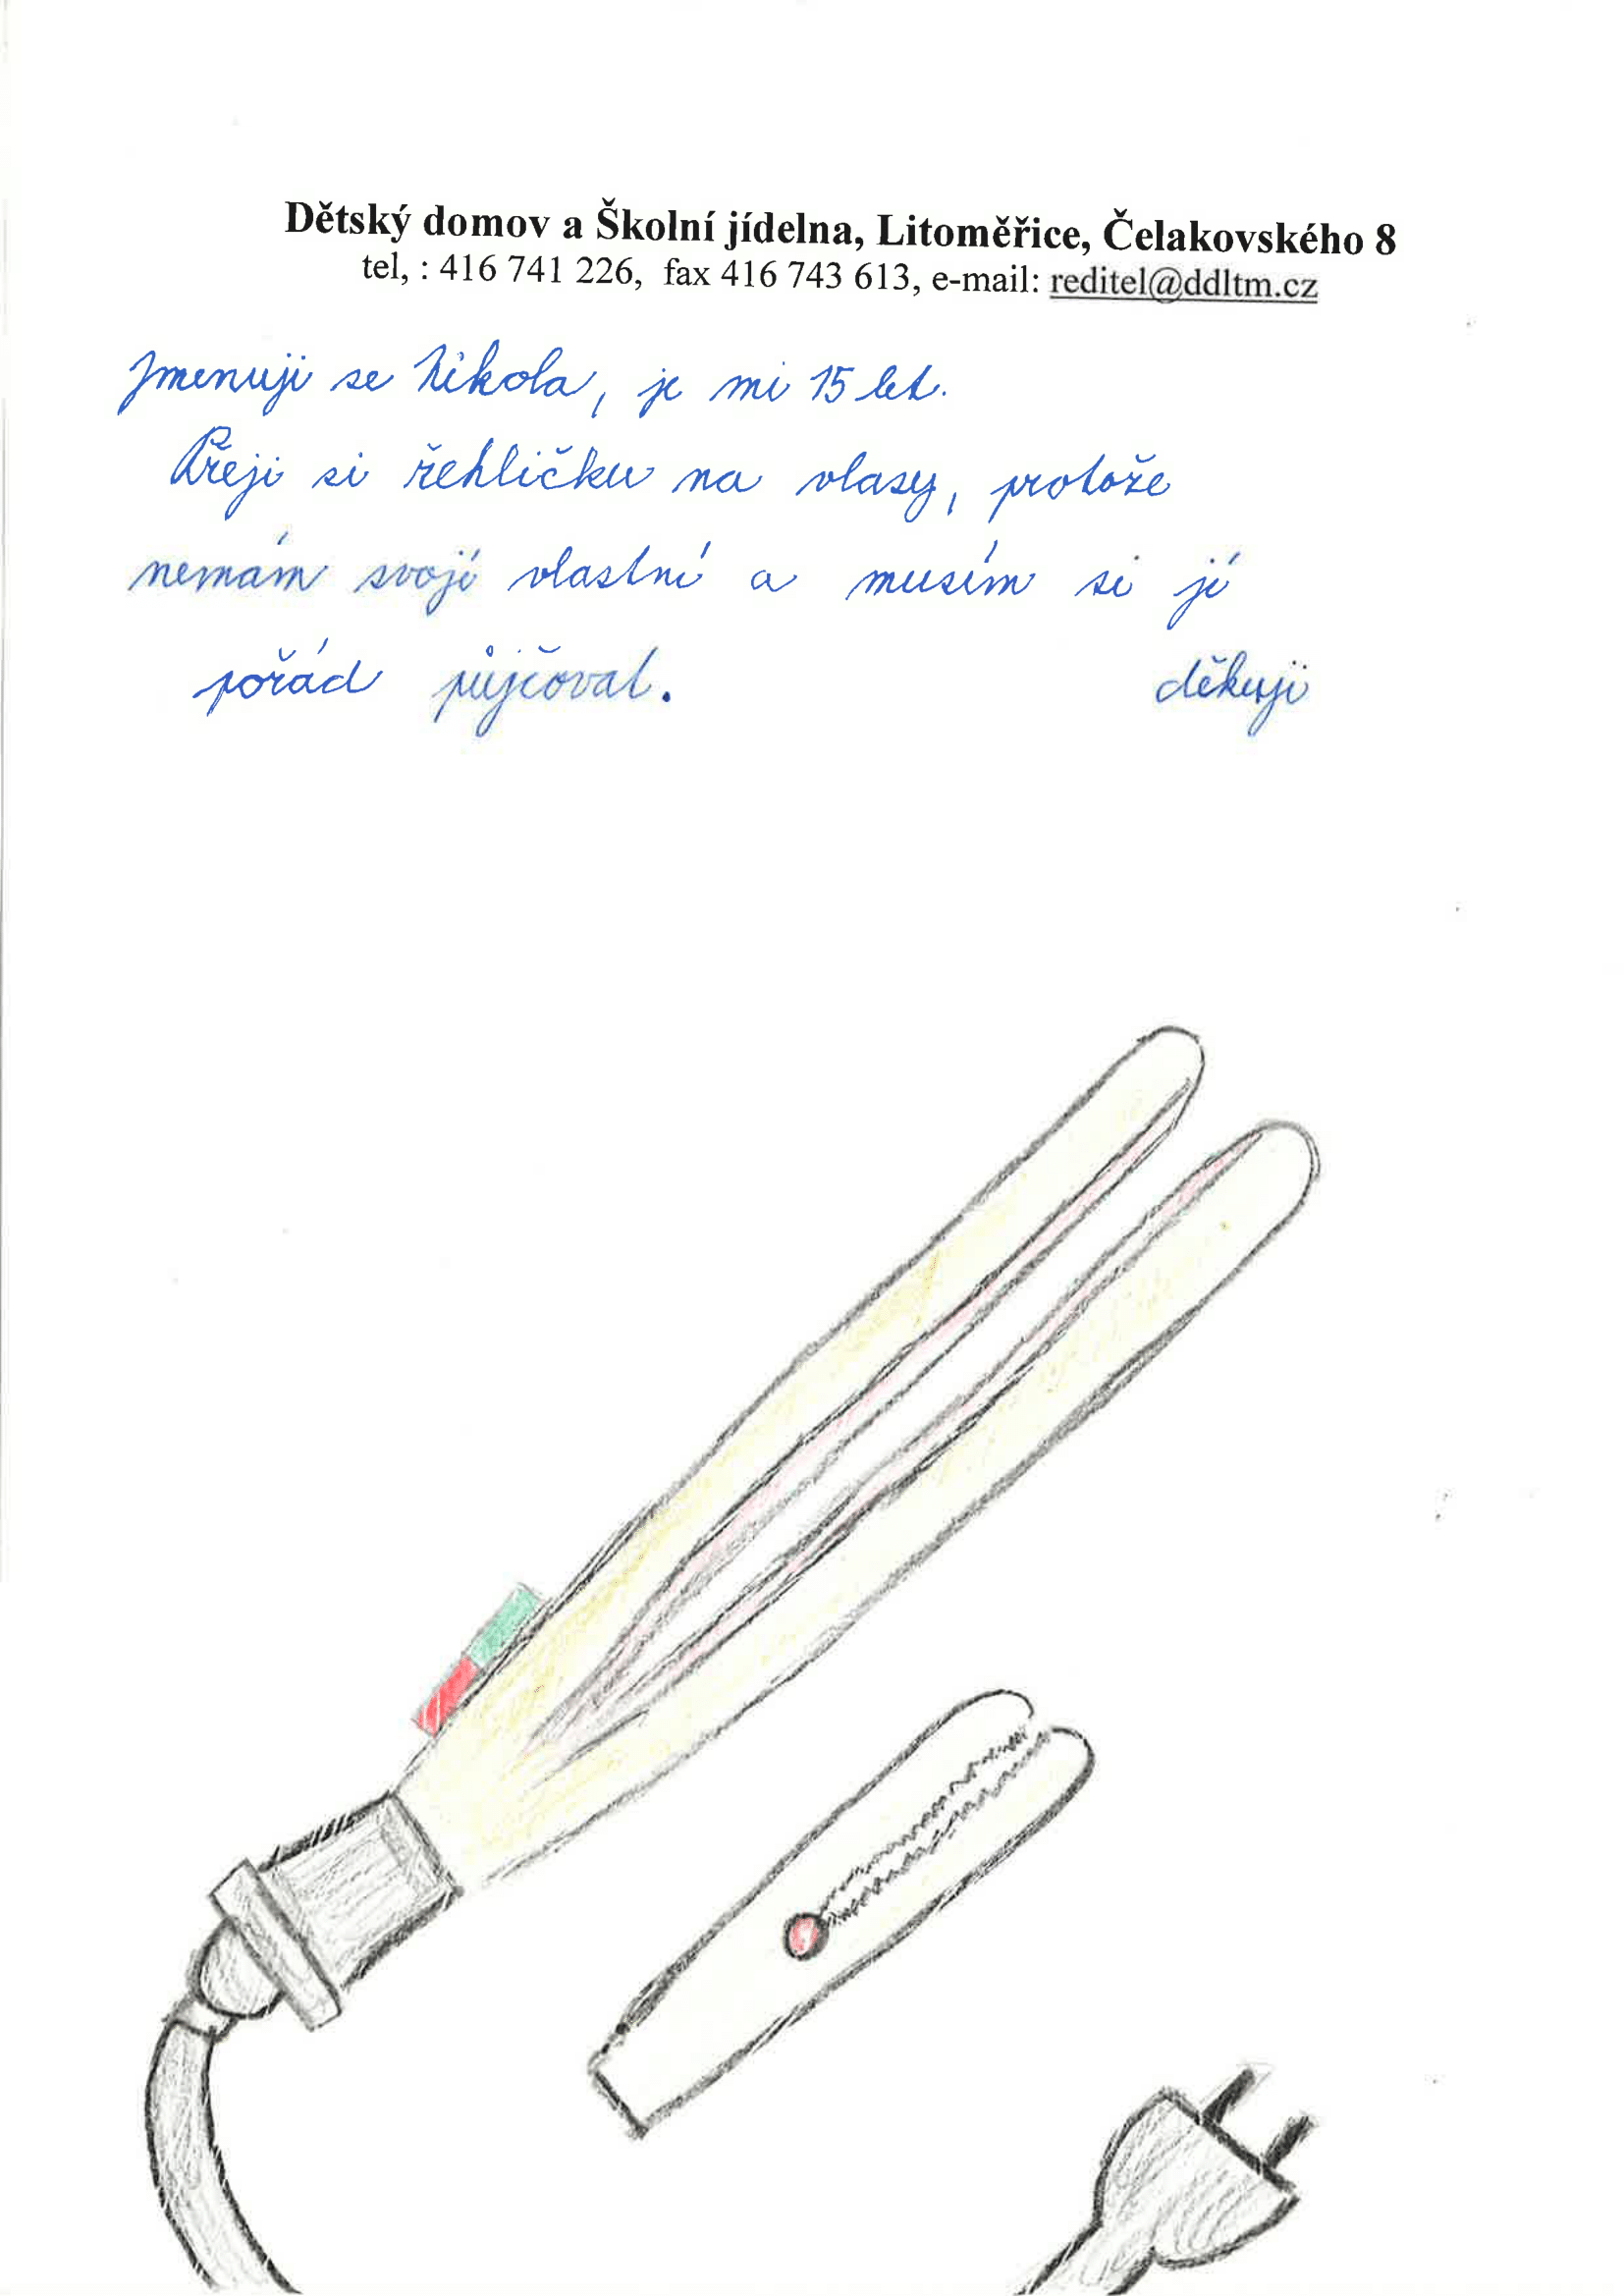 Dětský domov a Školní jídelna, Litoměřice, Čelakovského 8
tel, : 416 741 226, fax 416 743 613, e-mail: reditel@ddltm.cz
Jmenuji se Nikola, je mi 15 let.
Přeji si řehličku na vlasy, protože
nemám svojí vlastní a musím si jí
pořád půjčovat. děkuji